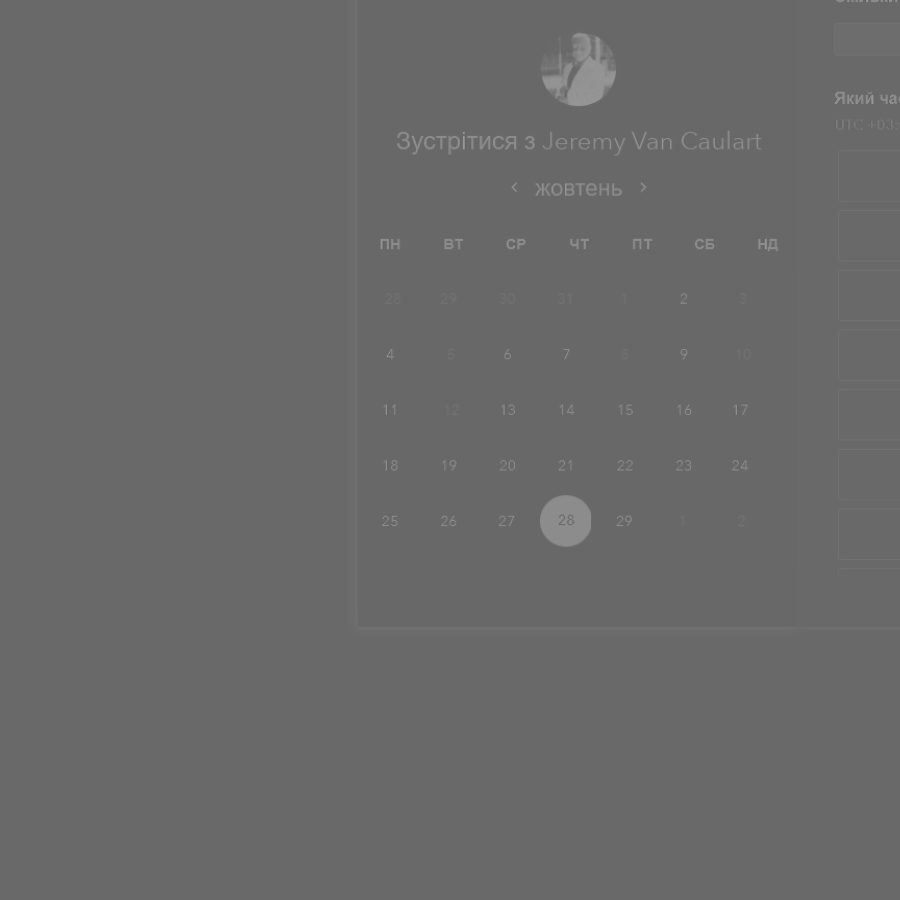 Зустрітися з Jeremy Van Caulart
жовтень
ПН ВТ СР ЧТ ПТ СБ НД
28 29 30 31 1 2 3
4 5 6 7 8 9 10
11 12 13 14 15 16 17
18 19 20 21 22 23 24
25 26 27 28 29 1 2
Який
UTC +03: